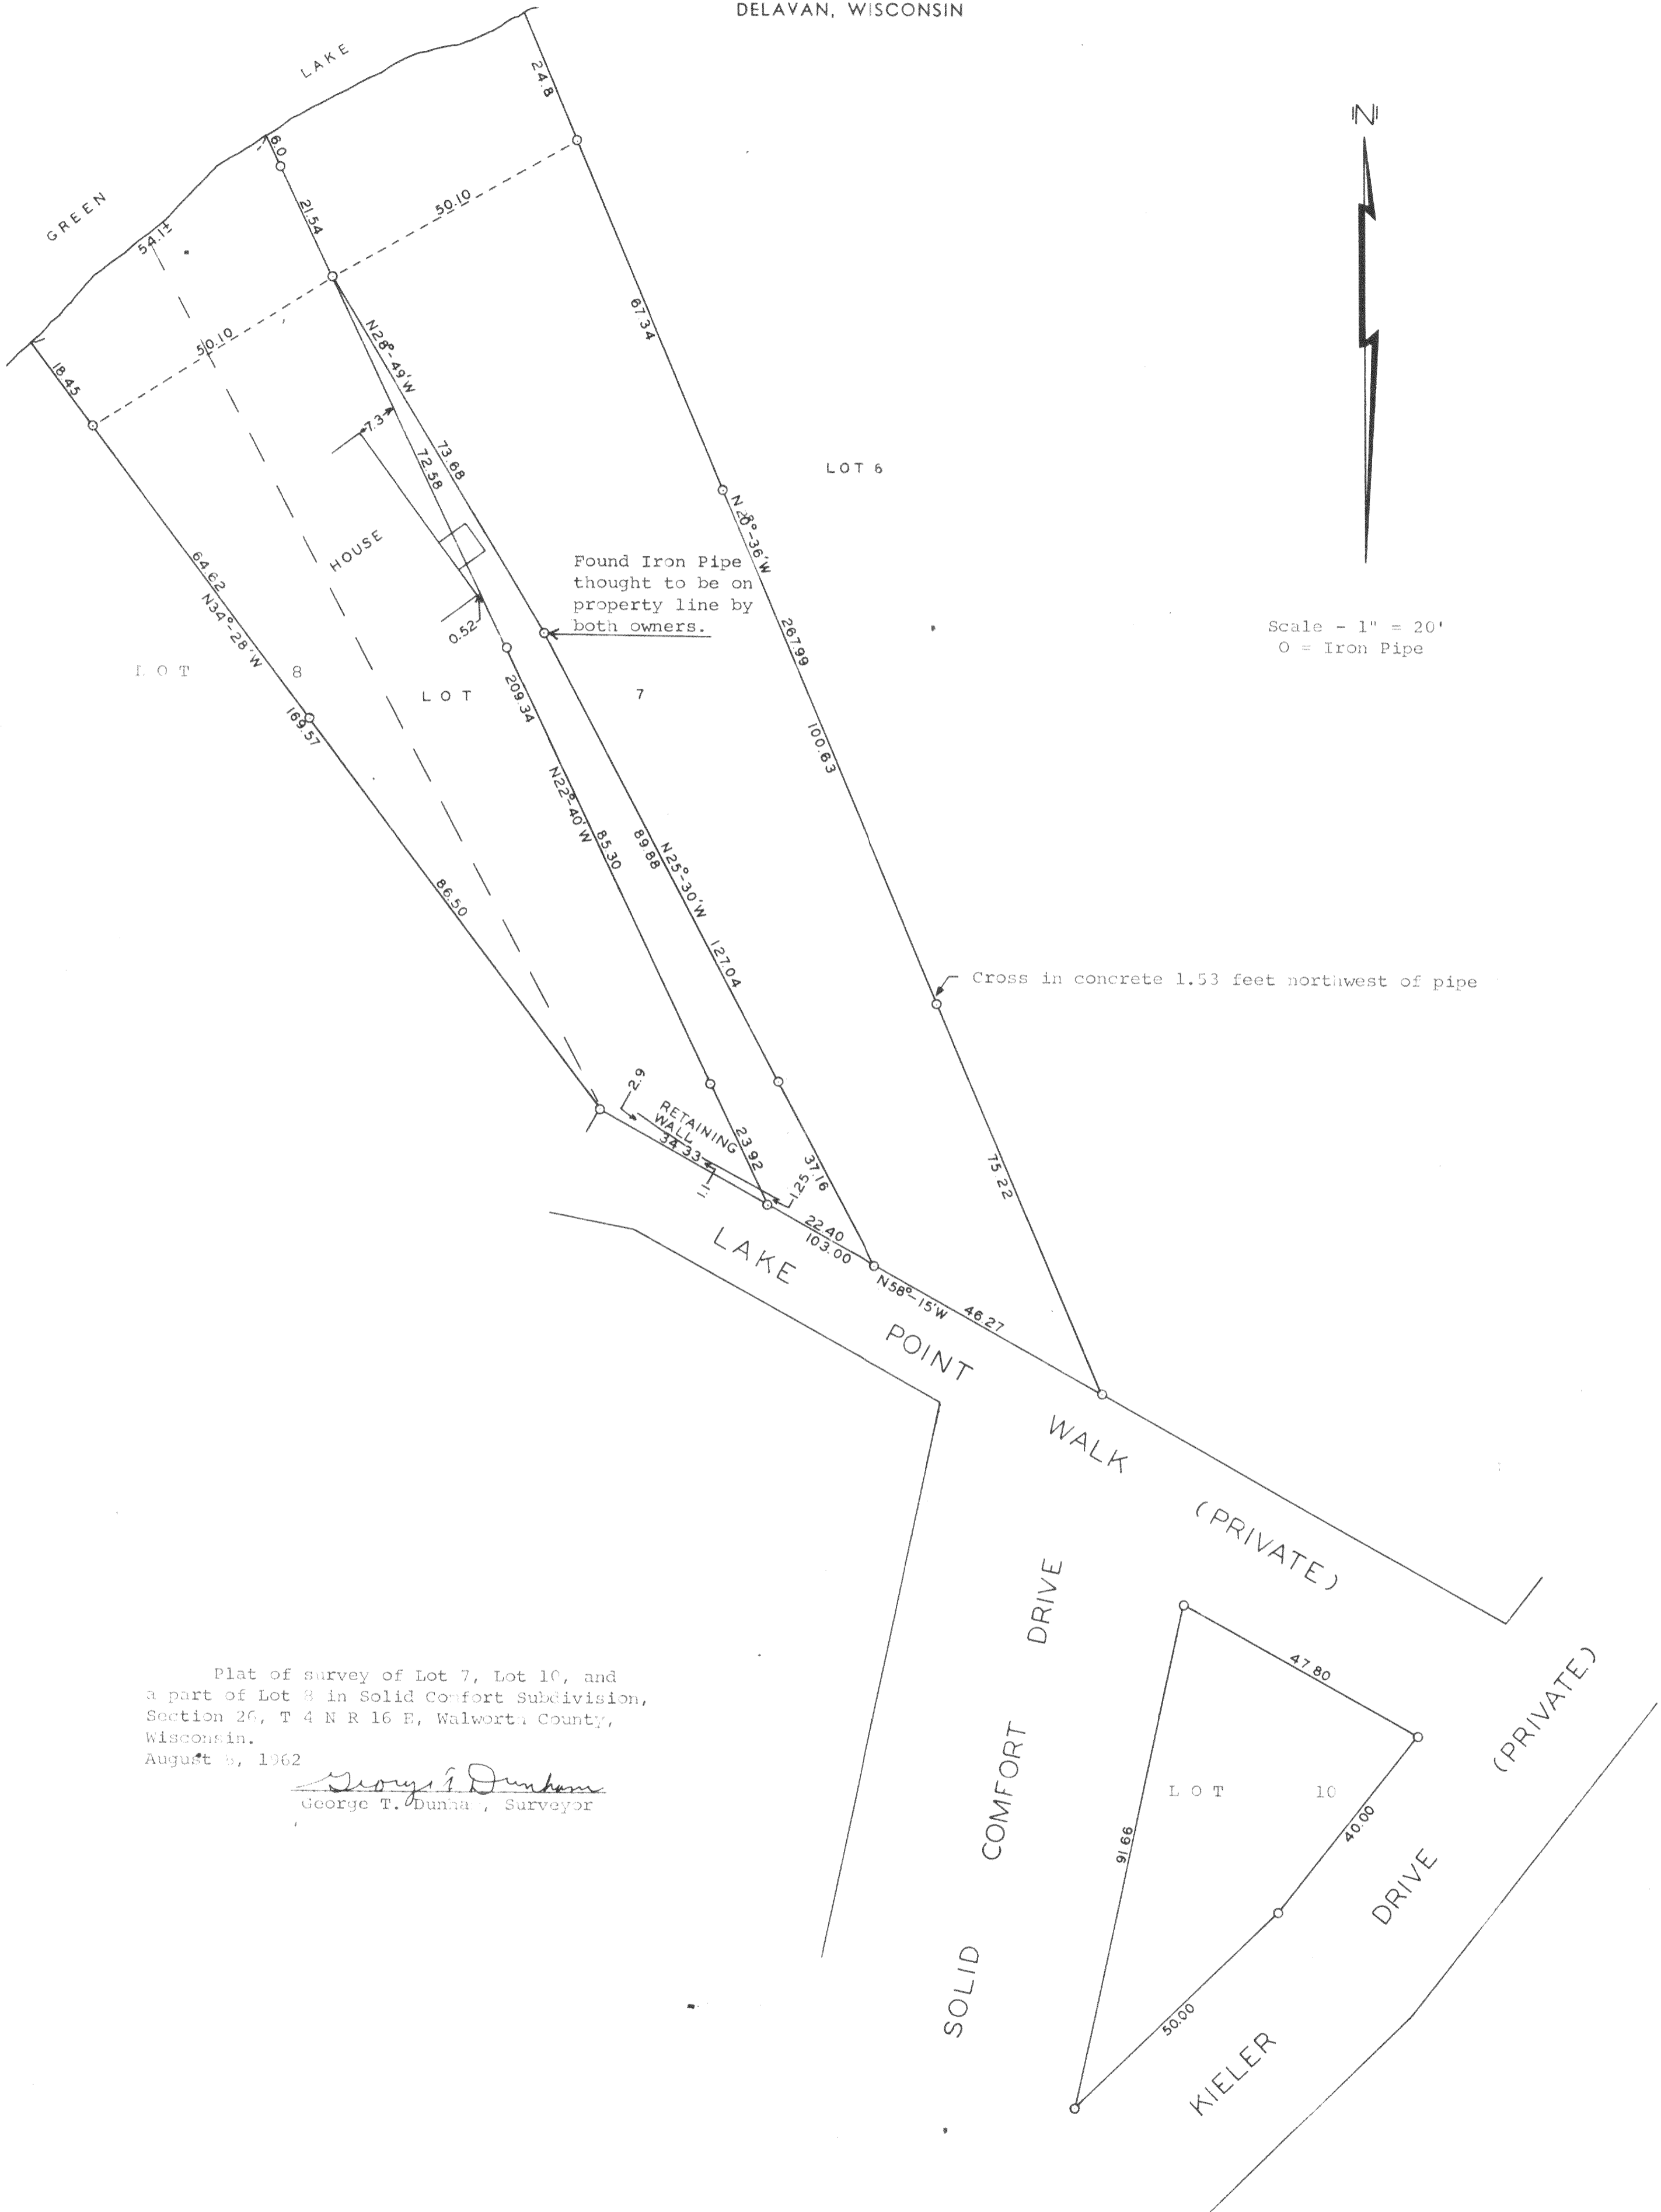 DELAVAN, WISCONSIN
LAKE
GREEN
24.8
6.0
21.54
50.10
54.1±
50.10
18.45
N
67.34
N28°-49'W
7.3
72.58
73.68
LOT 6
N 20°-36'W
HOUSE
Found Iron Pipe
thought to be on
property line by
both owners.
64.62
N34°-28'W
0.52
267.99
Scale - 1" = 20'
O = Iron Pipe
LOT 8
LOT 7
169.57
209.34
100.63
N22°-40'W
85.30
89.88
N25°-30'W
86.50
127.04
Cross in concrete 1.53 feet northwest of pipe
2.9
RETAINING
WALL
34.33
1.1
23.92
1.25
37.16
75.22
22.40
103.00
N58°-15'W
46.27
LAKE POINT WALK (PRIVATE)
SOLID COMFORT DRIVE
47.80
LOT 10
91.66
40.00
50.00
KIELER DRIVE (PRIVATE)
Plat of survey of Lot 7, Lot 10, and
a part of Lot 8 in Solid Comfort Subdivision,
Section 26, T 4 N R 16 E, Walworth County,
Wisconsin.
August , 1962
George T Dunham
George T. Dunha , Surveyor